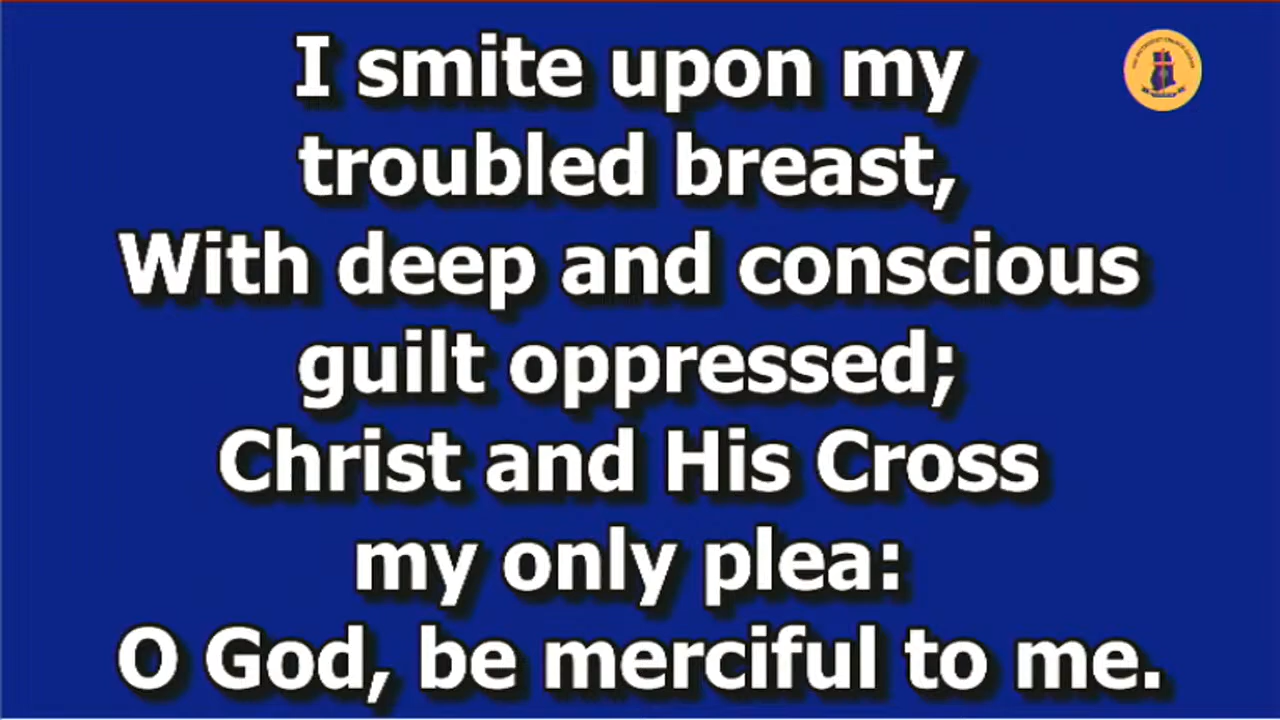 I smite upon my
troubled breast,
With deep and conscious
guilt oppressed;
Christ and His Cross
my only plea:
O God, be merciful to me.